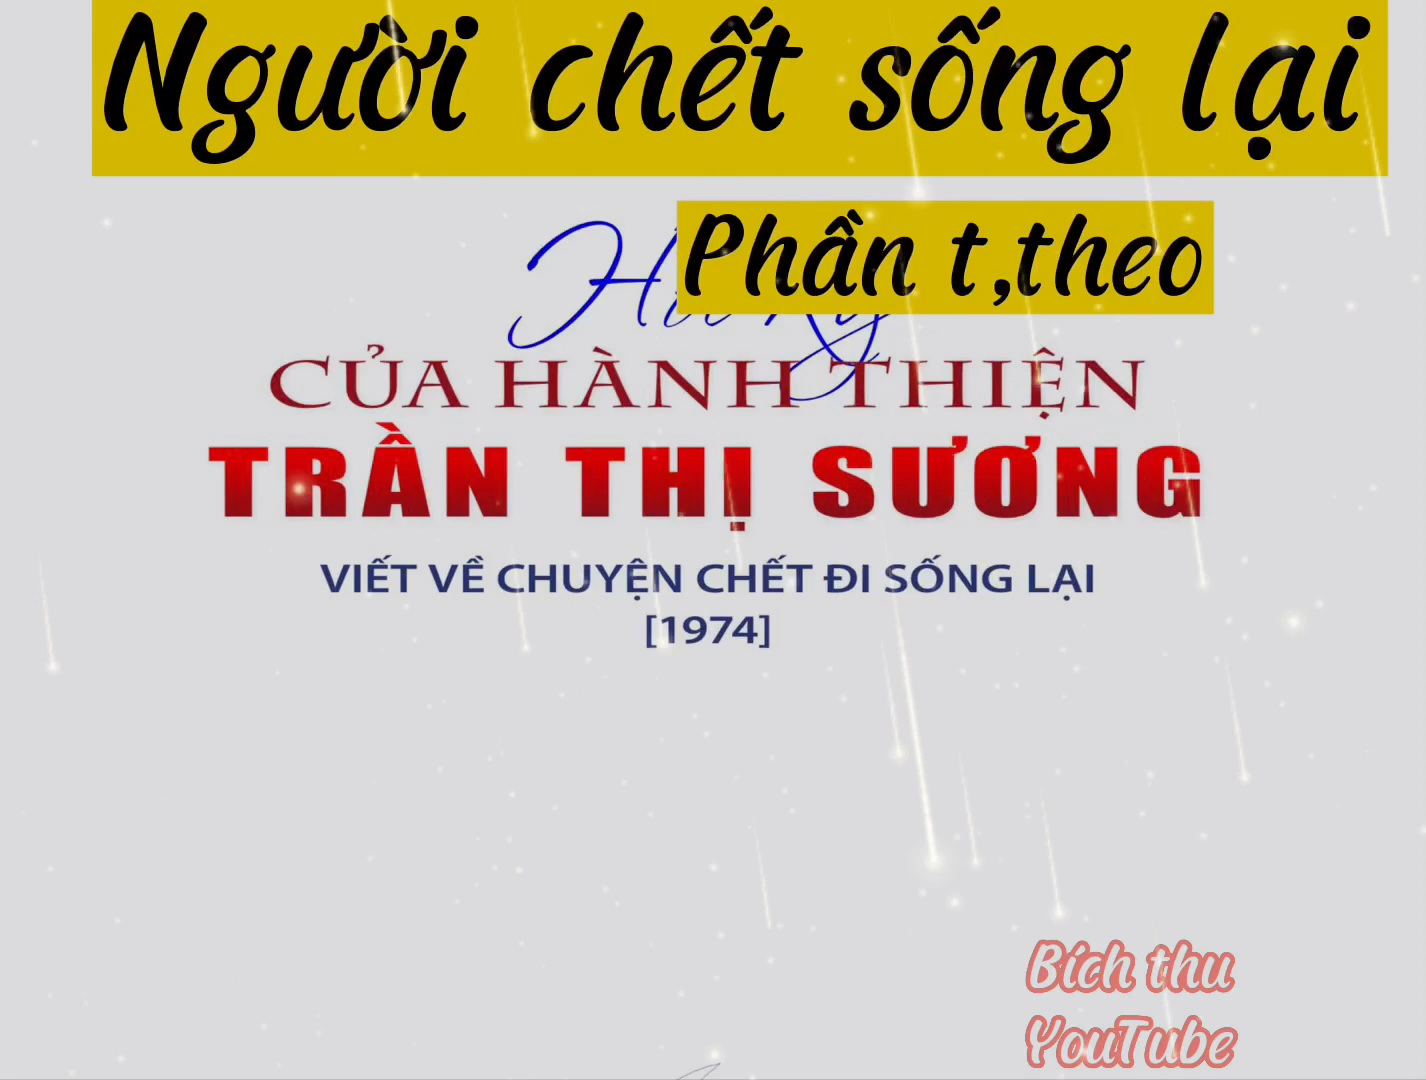 Người chết sống lại
Phần t,theo
CỦA HÀNH THIỆN
TRẦN THỊ SƯƠNG
VIẾT VỀ CHUYỆN CHẾT ĐI SỐNG LẠI
[1974]
Bích thu
YouTube